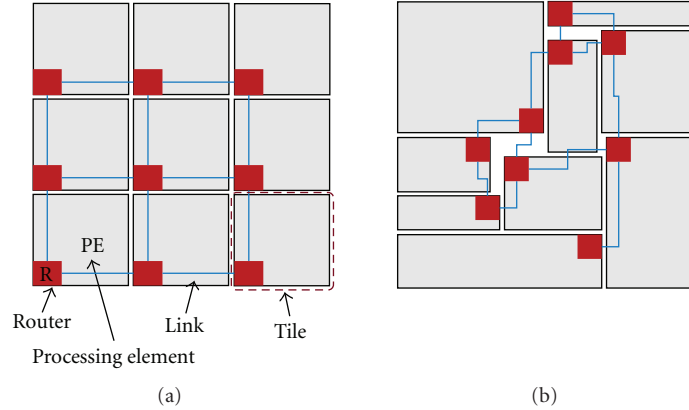 PE
R
Router
Link
Tile
Processing element
(a)
(b)